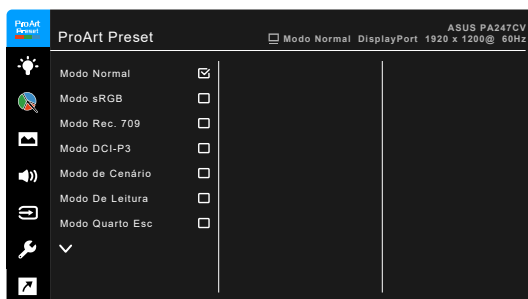 ProArt
Preset
ProArt Preset
ASUS PA247CV
Modo Normal DisplayPort 1920 x 1200@ 60Hz
Modo Normal
Modo sRGB
Modo Rec. 709
Modo DCI-P3
Modo de Cenário
Modo De Leitura
Modo Quarto Esc